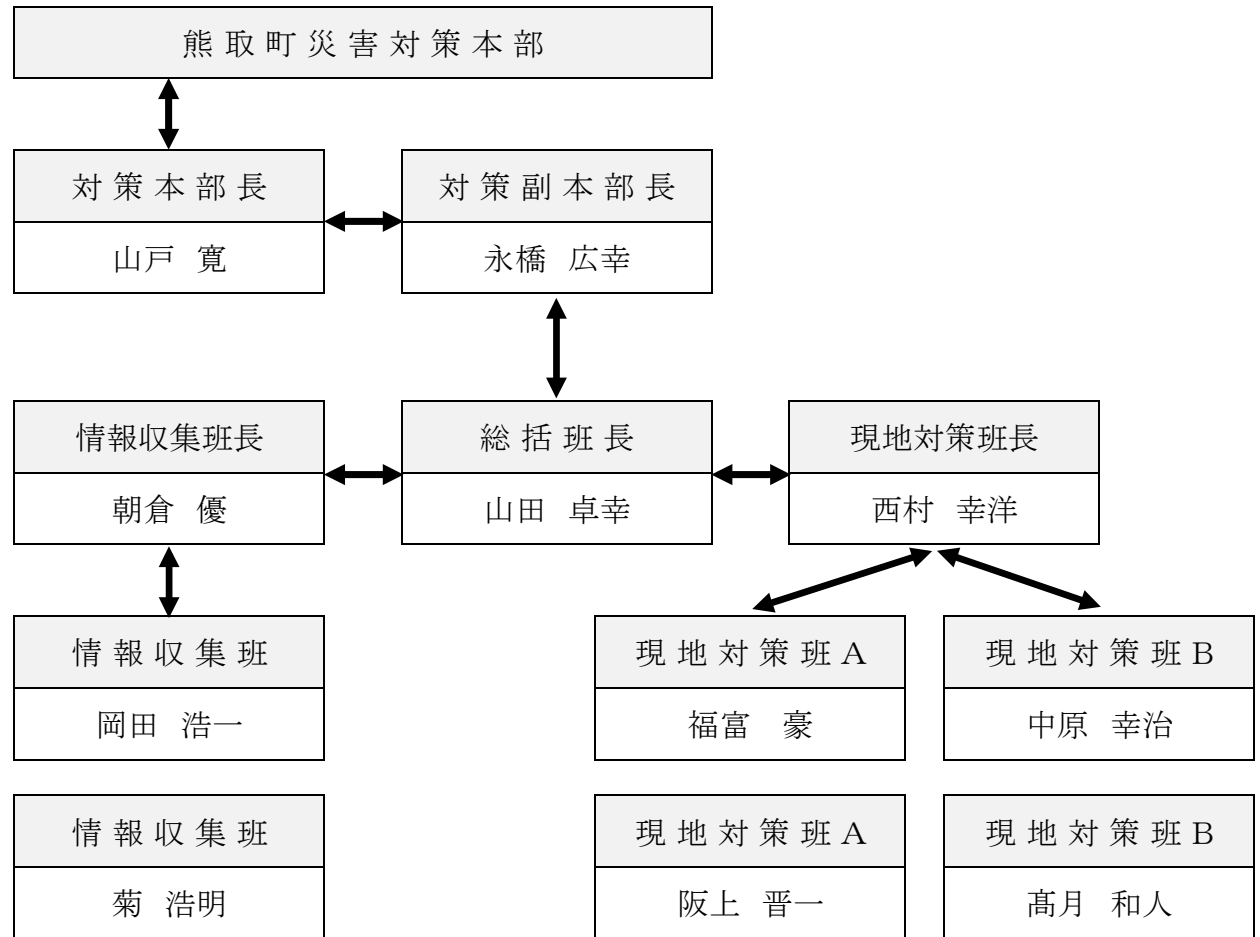 熊取町災害対策本部
対策本部長
山戸 寛
対策副本部長
永橋 広幸
情報収集班長
朝倉 優
総括班長
山田 卓幸
現地対策班長
西村 幸洋
情報収集班
岡田 浩一
現地対策班A
福富 豪
現地対策班B
中原 幸治
情報収集班
菊 浩明
現地対策班A
阪上 晋一
現地対策班B
髙月 和人